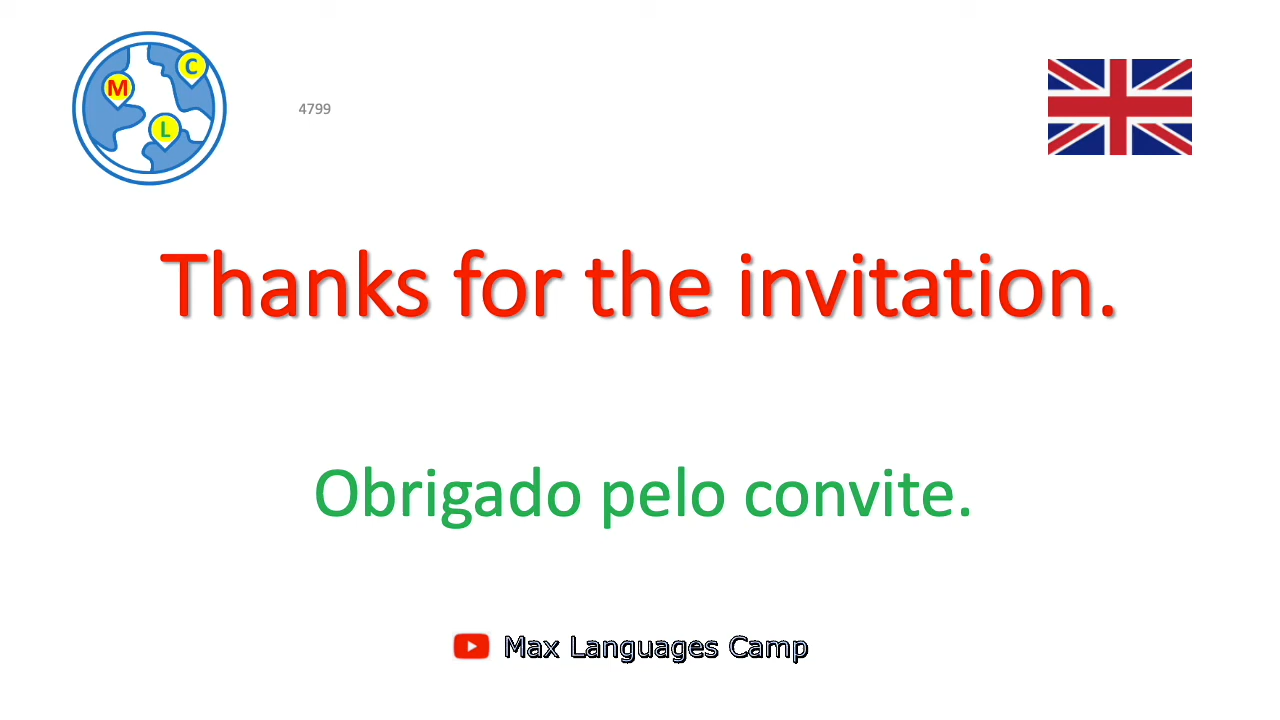 M
C
L
4799
Thanks for the invitation.
Obrigado pelo convite.
Max Languages Camp